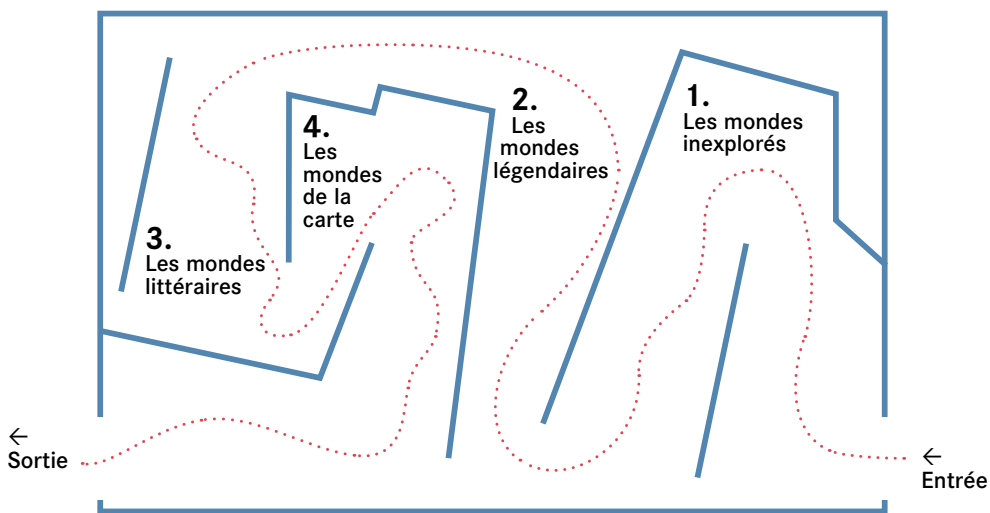 1.
Les mondes
inexplorés
2.
Les
mondes
légendaires
3.
Les mondes
littéraires
4.
Les
mondes
de la
carte
←
Sortie
←
Entrée